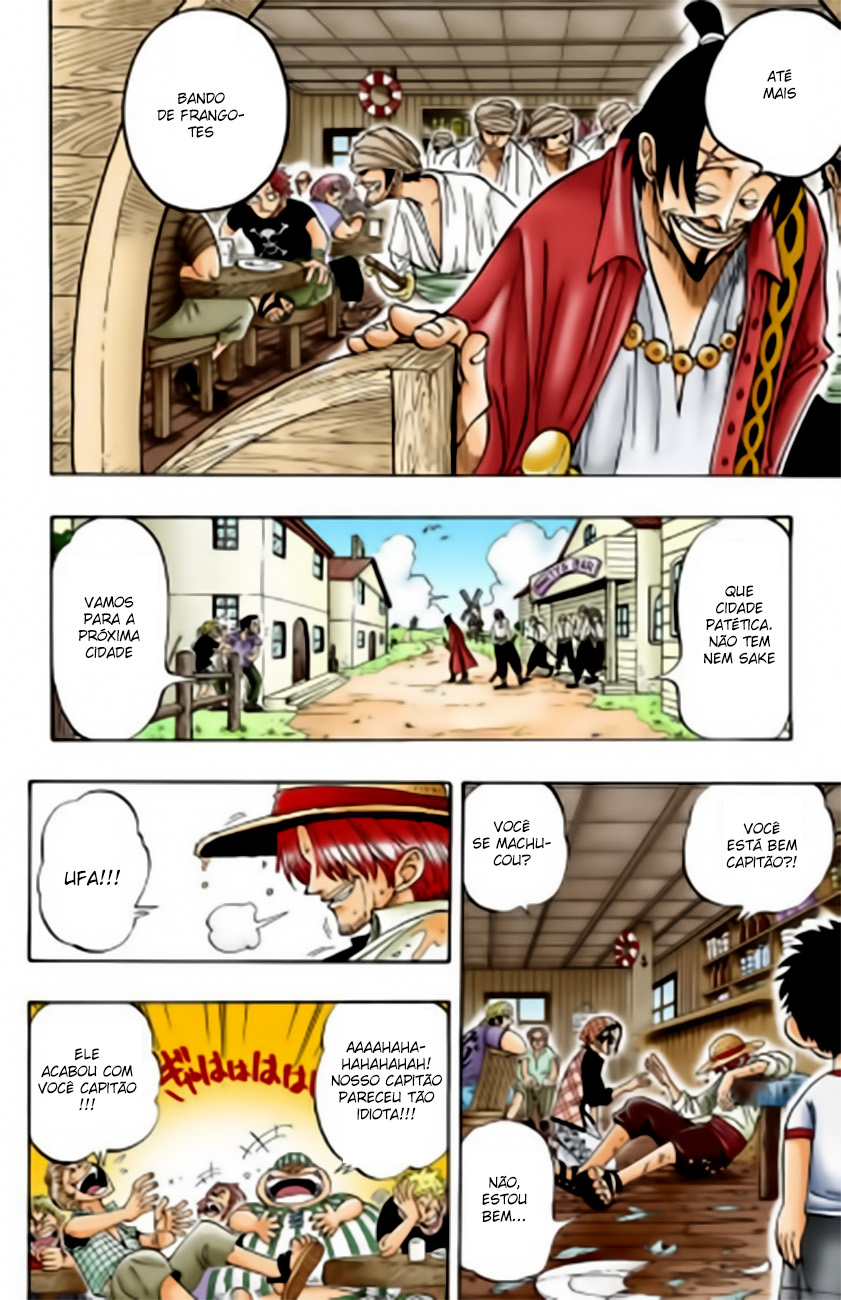 ATÉ
MAIS
BANDO
DE FRANGO-
TES
QUE
CIDADE
PATÉTICA.
NÃO TEM
NEM SAKE
BAR
VAMOS
PARA A
PRÓXIMA
CIDADE
VOCÊ
ESTÁ BEM
CAPITÃO?!
VOCÊ
SE MACHU-
COU?
NÃO,
ESTOU
BEM...
UFA!!!
AAAAHAHA-
HAHAHAHAH!
NOSSO CAPITÃO
PARECEU TÃO
IDIOTA!!!
ぎゃははは
ELE
ACABOU COM
VOCÊ CAPITÃO
!!!